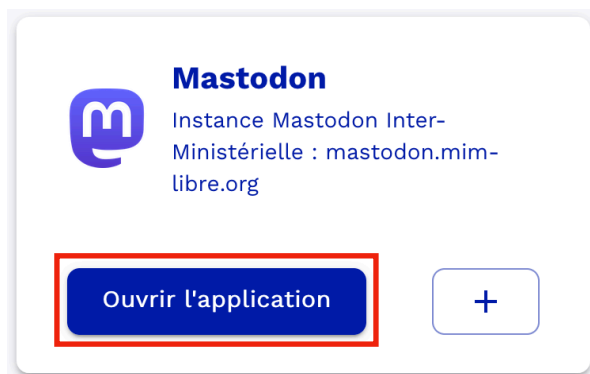 Mastodon
Instance Mastodon Inter-
Ministérielle : mastodon.mim-
libre.org
Ouvrir l'application
+